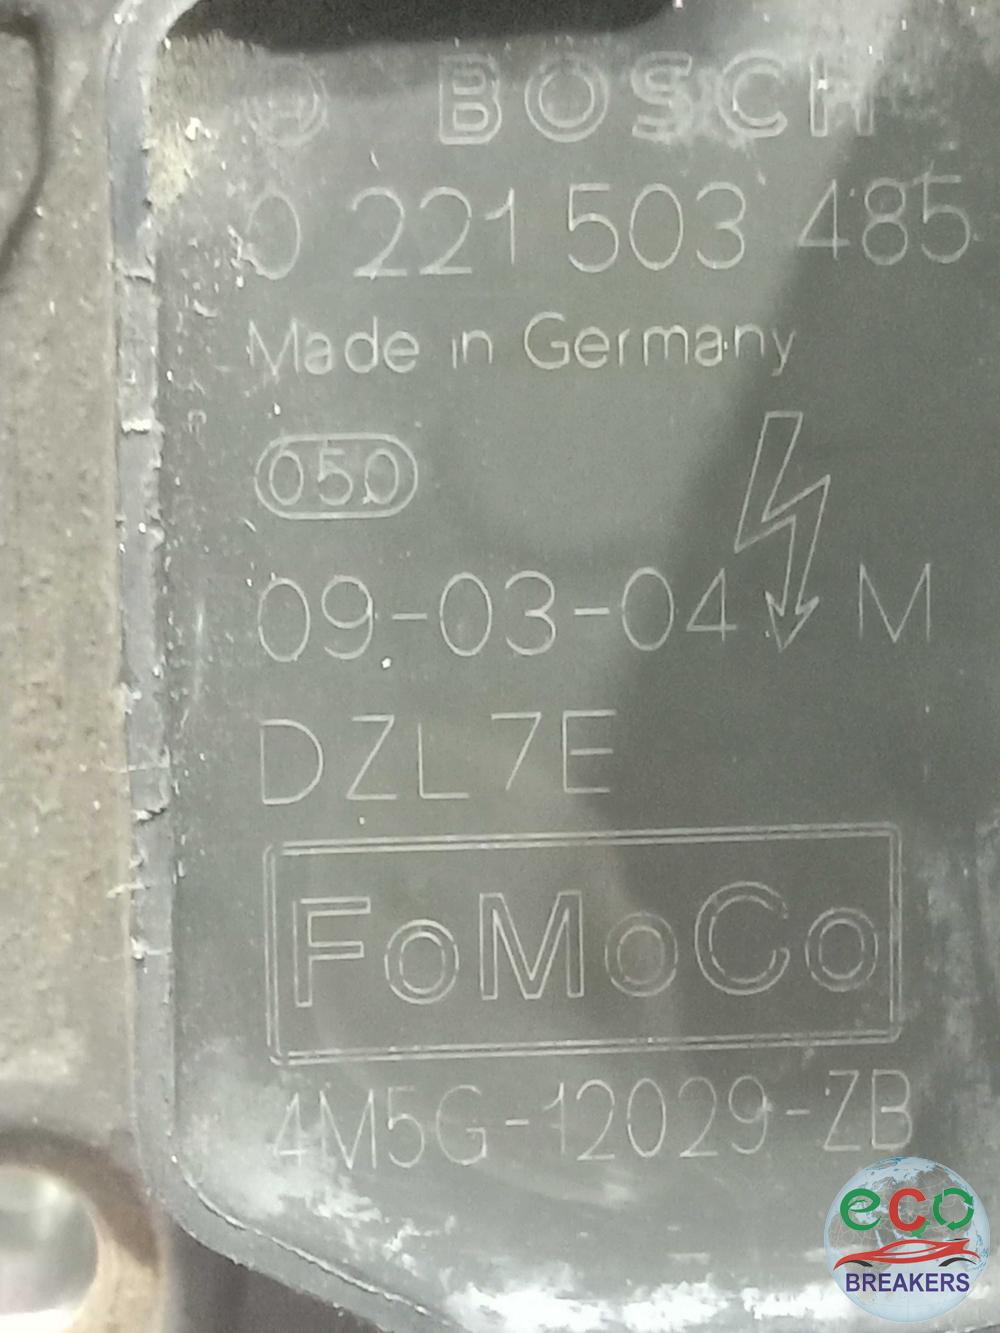 BOSCH
0 221 503 485
Made in Germany
050
09-03-04 M
DZL7E
FoMoCo
4M5G-12029-ZB
eco
BREAKERS